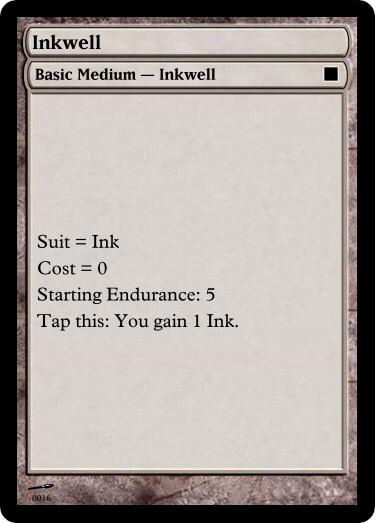 Inkwell
Basic Medium — Inkwell
Suit = Ink
Cost = 0
Starting Endurance: 5
Tap this: You gain 1 Ink.
0016